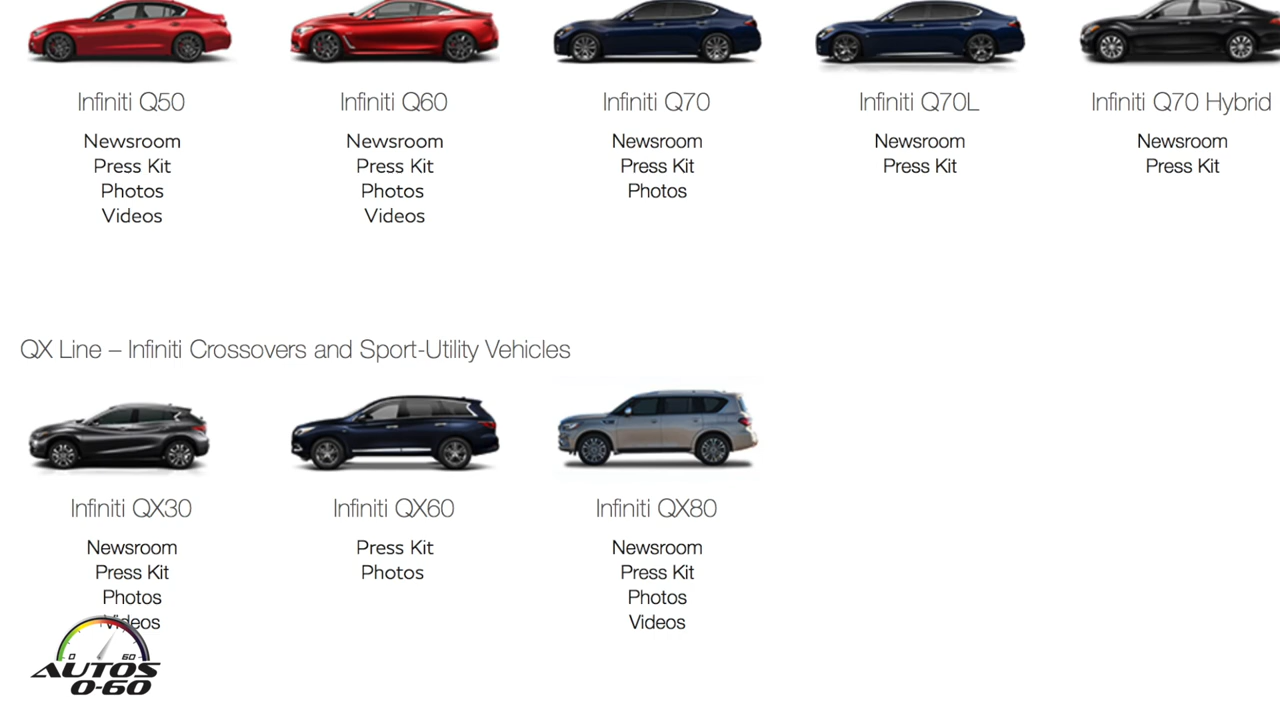 Infiniti Q50
Newsroom
Press Kit
Photos
Videos
Infiniti Q60
Newsroom
Press Kit
Photos
Videos
Infiniti Q70
Newsroom
Press Kit
Photos
Infiniti Q70L
Newsroom
Press Kit
Infiniti Q70 Hybrid
Newsroom
Press Kit
QX Line – Infiniti Crossovers and Sport-Utility Vehicles
Infiniti QX30
Newsroom
Press Kit
Photos
Videos
Infiniti QX60
Press Kit
Photos
Infiniti QX80
Newsroom
Press Kit
Photos
Videos
0 60
AUTOS
0-60